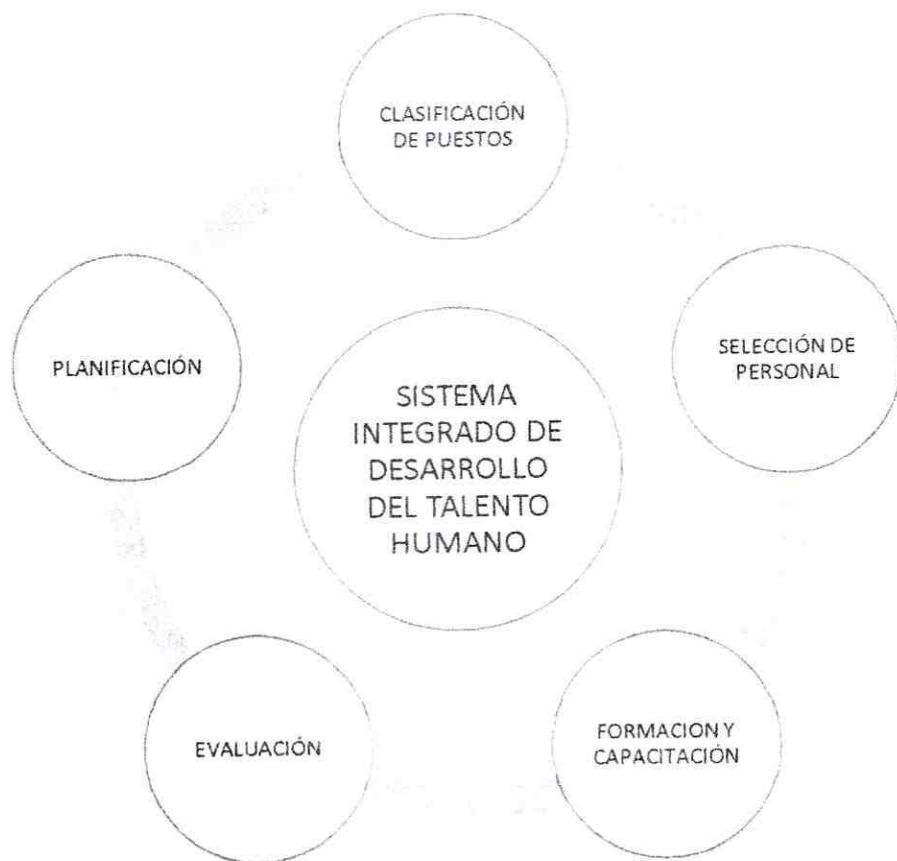 CLASIFICACIÓN
DE PUESTOS
SELECCIÓN DE
PERSONAL
FORMACION Y
CAPACITACIÓN
EVALUACIÓN
PLANIFICACIÓN
SISTEMA
INTEGRADO DE
DESARROLLO
DEL TALENTO
HUMANO